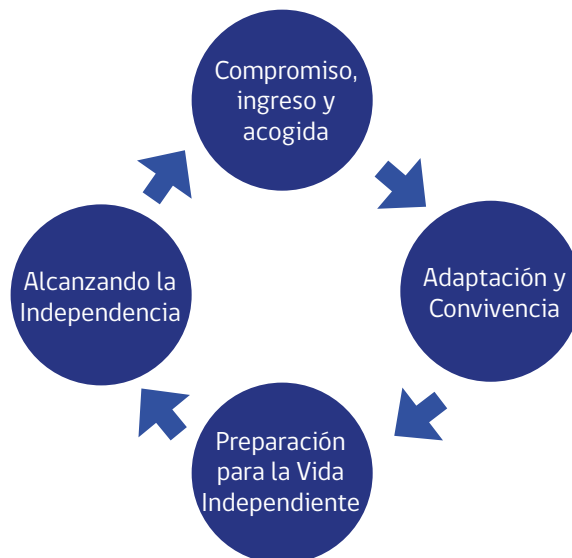 Compromiso,
ingreso y
acogida
Adaptación y
Convivencia
Preparación
para la Vida
Independiente
Alcanzando la
Independencia